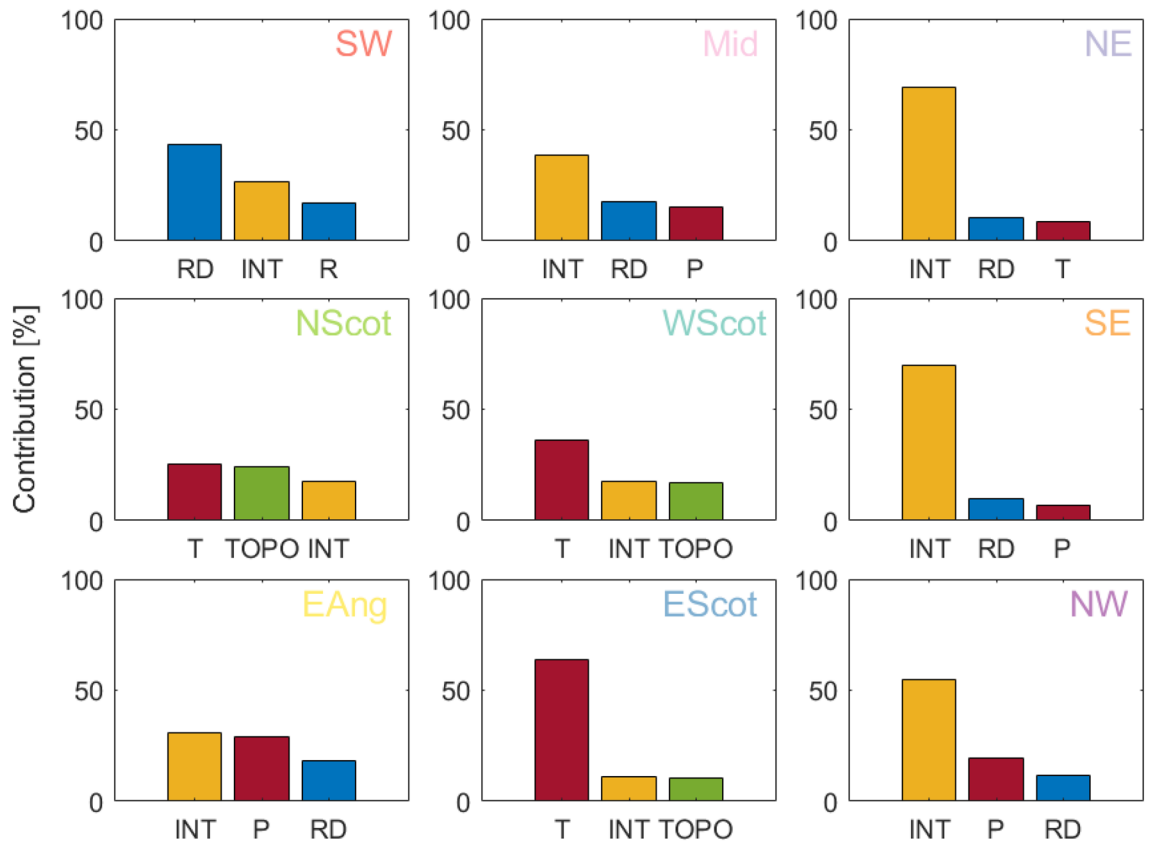 Contribution [%]
100
50
0
SW
RD INT R
100
50
0
Mid
INT RD P
100
50
0
NE
INT RD T
100
50
0
NScot
T TOPO INT
100
50
0
WScot
T INT TOPO
100
50
0
SE
INT RD P
100
50
0
EAng
INT P RD
100
50
0
EScot
T INT TOPO
100
50
0
NW
INT P RD